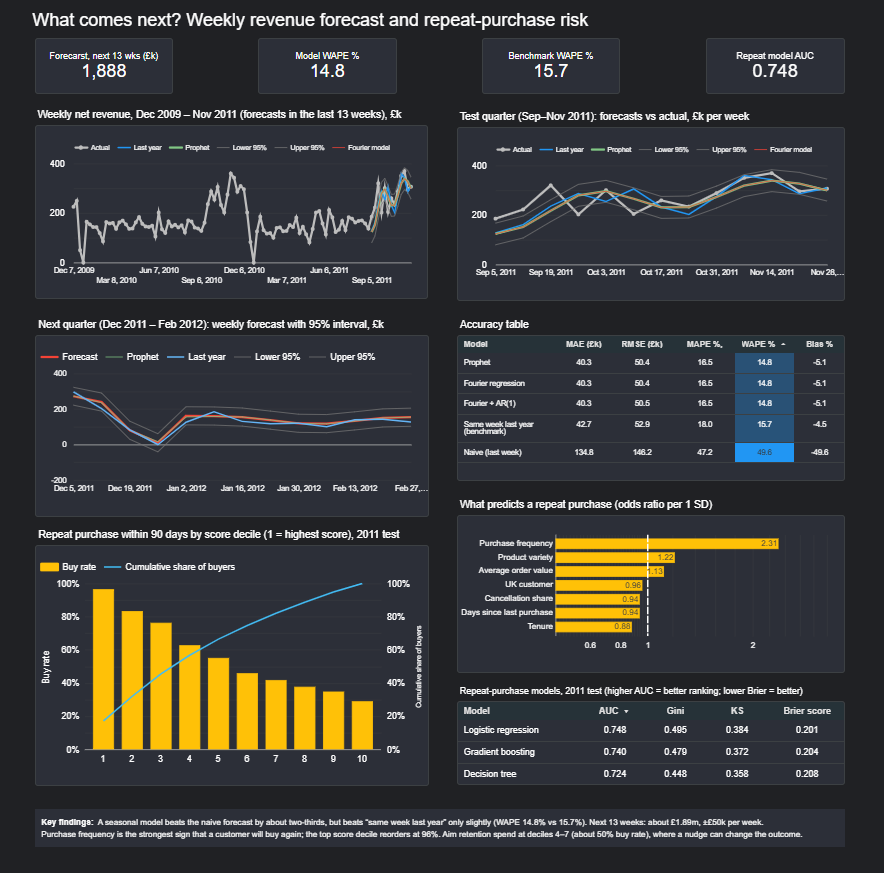 What comes next? Weekly revenue forecast and repeat-purchase risk
Forecarst, next 13 wks (£k)
1,888
Model WAPE %
14.8
Benchmark WAPE %
15.7
Repeat model AUC
0.748
Weekly net revenue, Dec 2009 – Nov 2011 (forecasts in the last 13 weeks), £k
Actual Last year Prophet Lower 95% Upper 95% Fourier model
400
200
0
Dec 7, 2009 Jun 7, 2010 Dec 6, 2010 Jun 6, 2011
Mar 8, 2010 Sep 6, 2010 Mar 7, 2011 Sep 5, 2011
Test quarter (Sep–Nov 2011): forecasts vs actual, £k per week
Actual Last year Prophet Lower 95% Upper 95% Fourier model
400
200
0
Sep 5, 2011 Sep 19, 2011 Oct 3, 2011 Oct 17, 2011 Oct 31, 2011 Nov 14, 2011 Nov 28,...
Next quarter (Dec 2011 – Feb 2012): weekly forecast with 95% interval, £k
Forecast Prophet Last year Lower 95% Upper 95%
400
200
0
-200
Dec 5, 2011 Dec 19, 2011 Jan 2, 2012 Jan 16, 2012 Jan 30, 2012 Feb 13, 2012 Feb 27,...
Accuracy table
Model MAE (£k) RMSE (£k) MAPE %, WAPE % Bias %
Prophet 40.3 50.4 16.5 14.8 -5.1
Fourier regression 40.3 50.4 16.5 14.8 -5.1
Fourier + AR(1) 40.3 50.5 16.5 14.8 -5.1
Same week last year
(benchmark) 42.7 52.9 18.0 15.7 -4.5
Naive (last week) 134.8 146.2 47.2 49.6 -49.6
Repeat purchase within 90 days by score decile (1 = highest score), 2011 test
Buy rate Cumulative share of buyers
100% 100%
80% 80%
60% 60%
40% 40%
20% 20%
0% 0%
Buy rate
Cumulative share of buyers
1 2 3 4 5 6 7 8 9 10
What predicts a repeat purchase (odds ratio per 1 SD)
Purchase frequency 2.31
Product variety 1.22
Average order value 1.13
UK customer 0.96
Cancellation share 0.94
Days since last purchase 0.94
Tenure 0.88
0.6 0.8 1 2
Repeat-purchase models, 2011 test (higher AUC = better ranking; lower Brier = better)
Model AUC Gini KS Brier score
Logistic regression 0.748 0.495 0.384 0.201
Gradient boosting 0.740 0.479 0.372 0.204
Decision tree 0.724 0.448 0.358 0.208
Key findings: A seasonal model beats the naive forecast by about two-thirds, but beats "same week last year" only slightly (WAPE 14.8% vs 15.7%). Next 13 weeks: about £1.89m, ±£50k per week.
Purchase frequency is the strongest sign that a customer will buy again; the top score decile reorders at 96%. Aim retention spend at deciles 4–7 (about 50% buy rate), where a nudge can change the outcome.